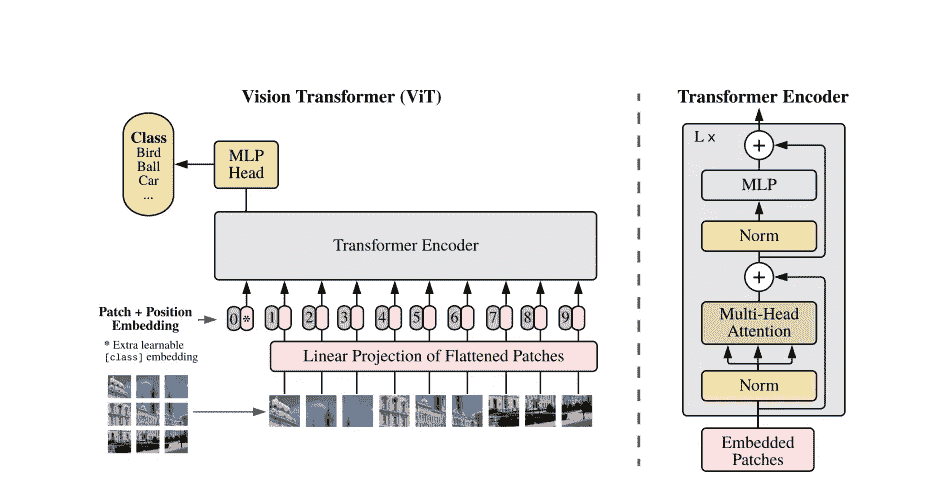 Vision Transformer (ViT)
Class
Bird
Ball
Car
...
MLP
Head
Transformer Encoder
Patch + Position
Embedding
0 * 1 2 3 4 5 6 7 8 9
* Extra learnable
[class] embedding
Linear Projection of Flattened Patches
Transformer Encoder
L x
+
MLP
Norm
+
Multi-Head
Attention
Norm
Embedded
Patches